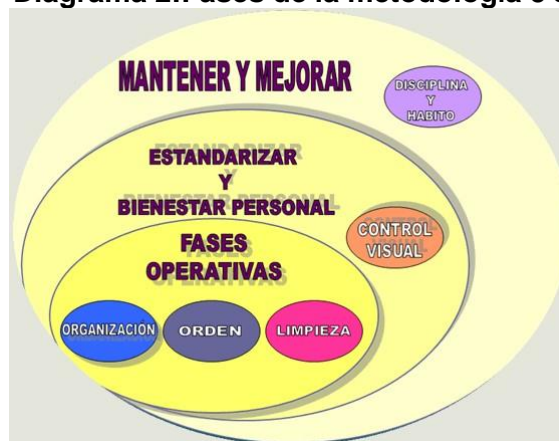 Diagrama 2.Fases de la metodología 5 s
MANTENER Y MEJORAR
DISCIPLINA
Y
HABITO
ESTANDARIZAR
Y
BIENESTAR PERSONAL
CONTROL
VISUAL
FASES
OPERATIVAS
ORGANIZACIÓN
ORDEN
LIMPIEZA